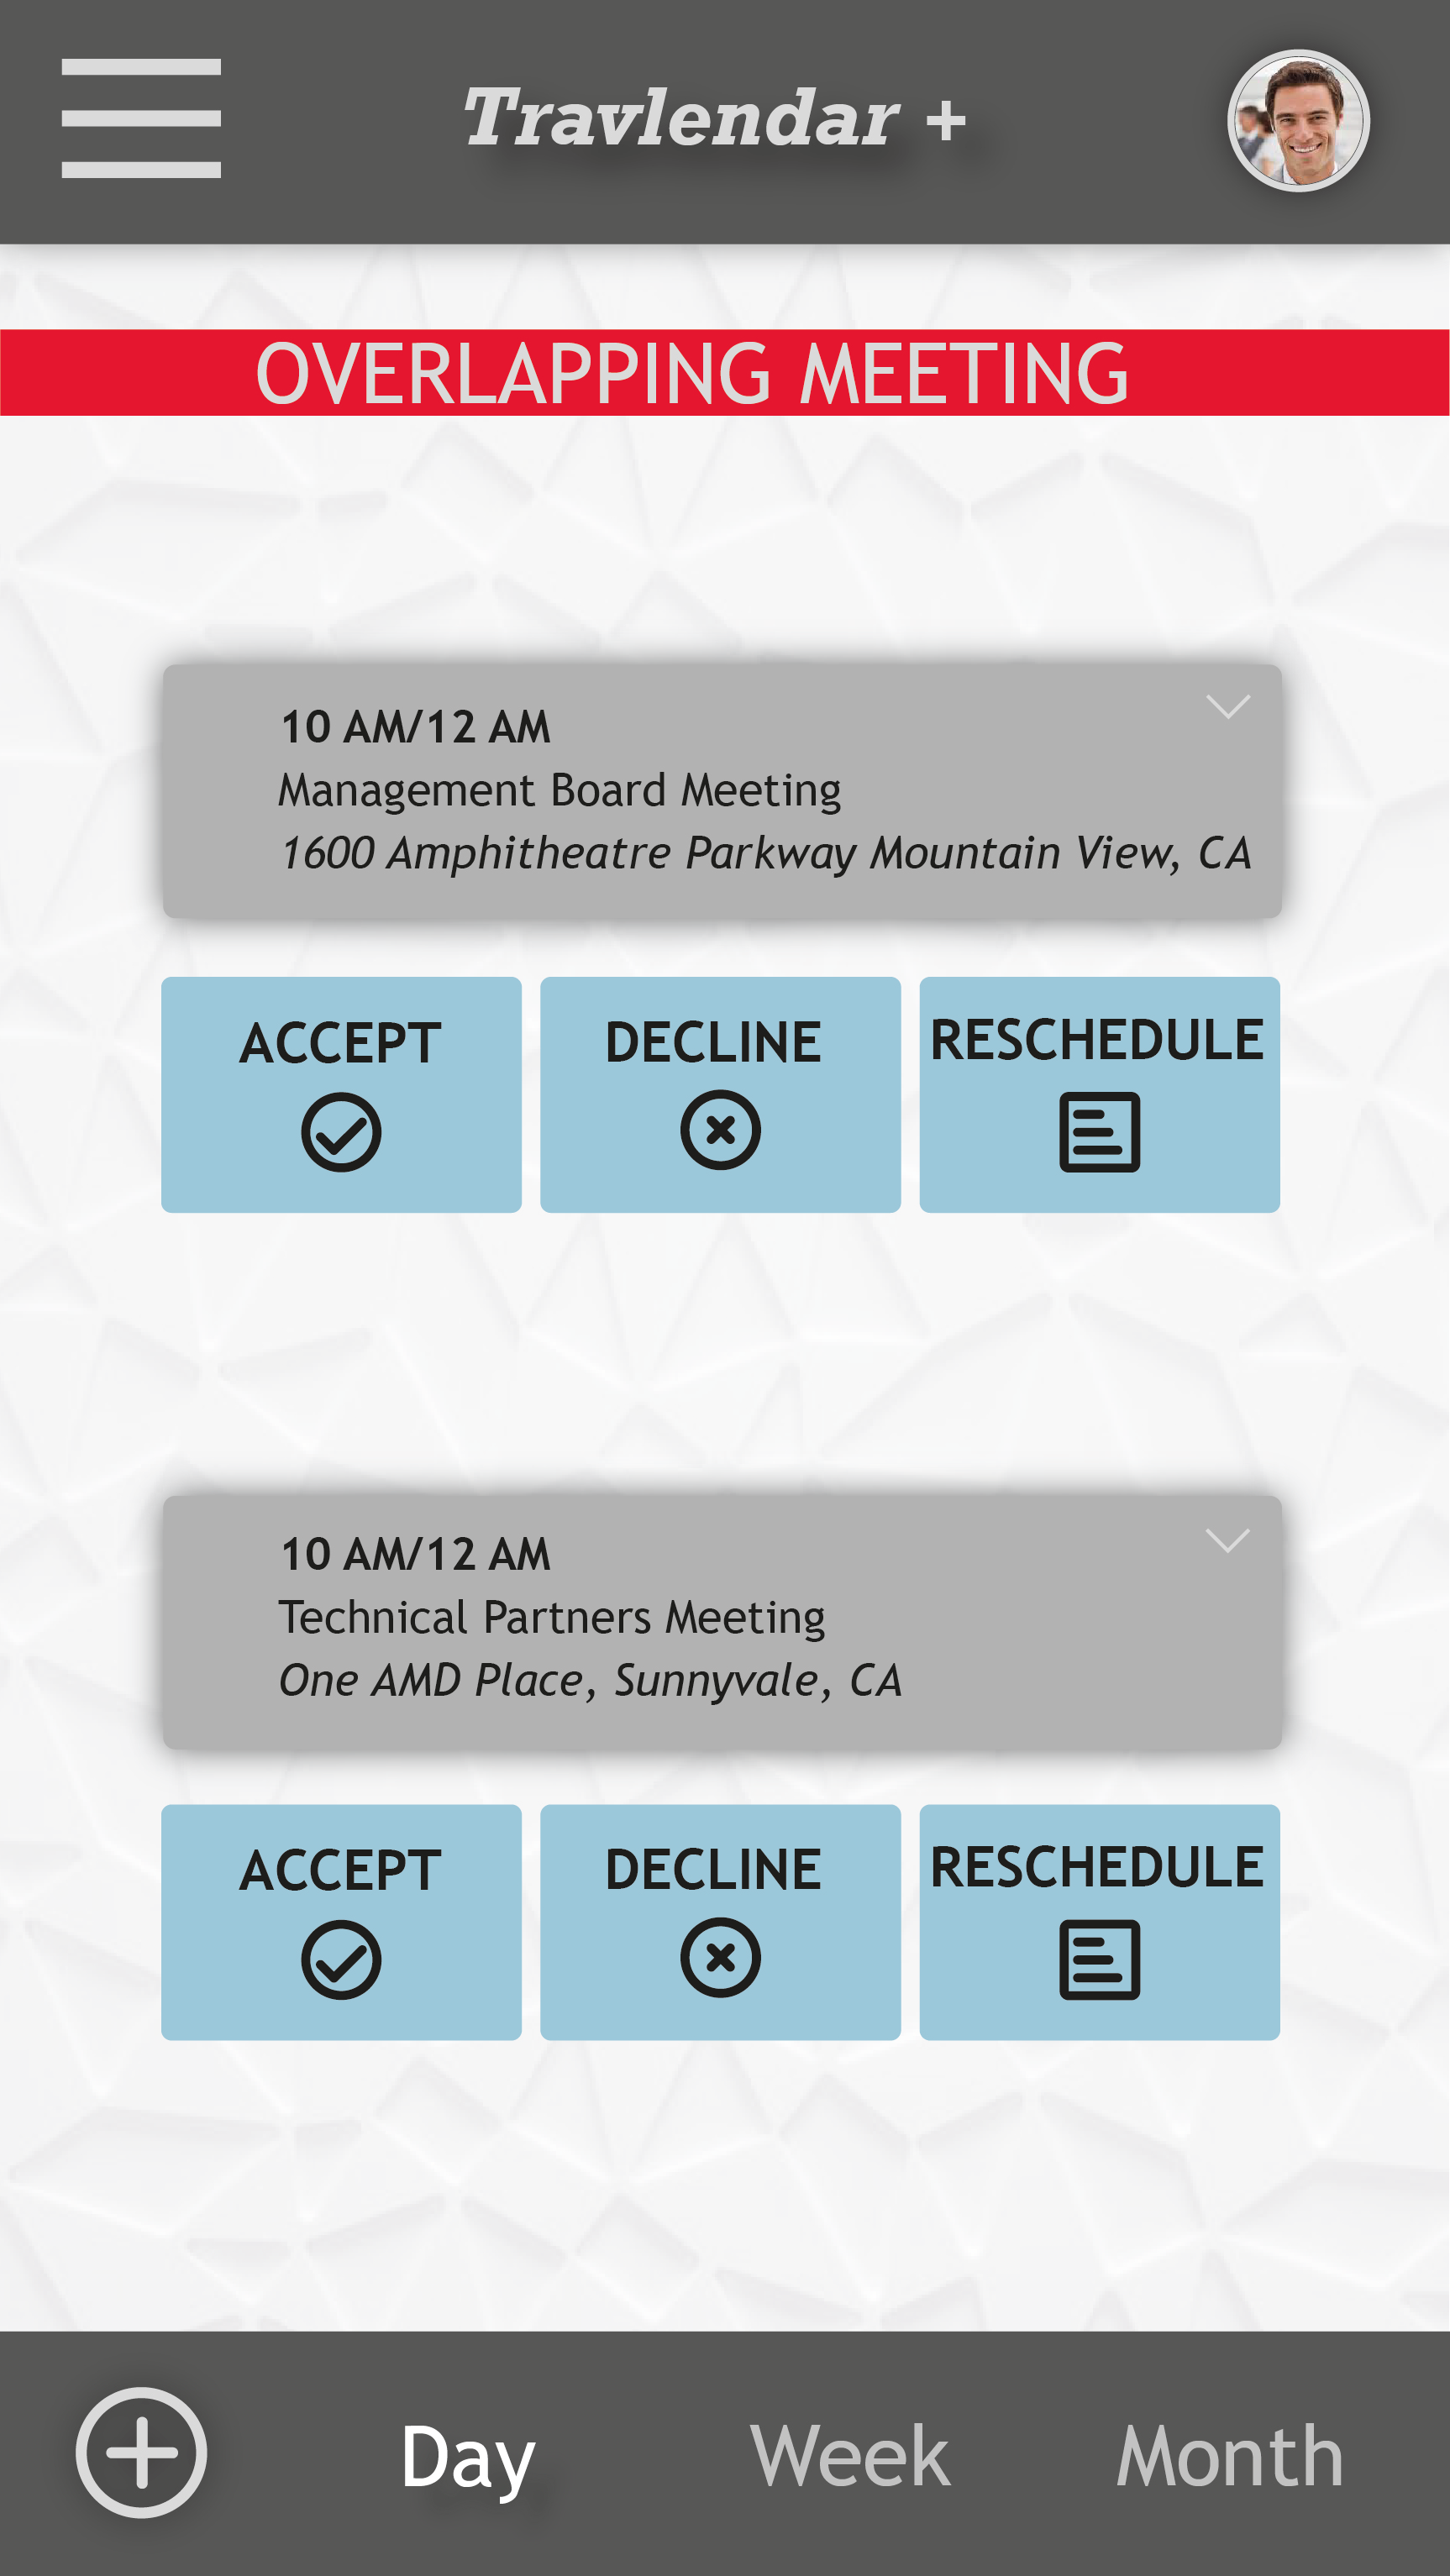 Travlendar +
OVERLAPPING MEETING
10 AM/12 AM
Management Board Meeting
1600 Amphitheatre Parkway Mountain View, CA
ACCEPT DECLINE RESCHEDULE
10 AM/12 AM
Technical Partners Meeting
One AMD Place, Sunnyvale, CA
ACCEPT DECLINE RESCHEDULE
Day Week Month